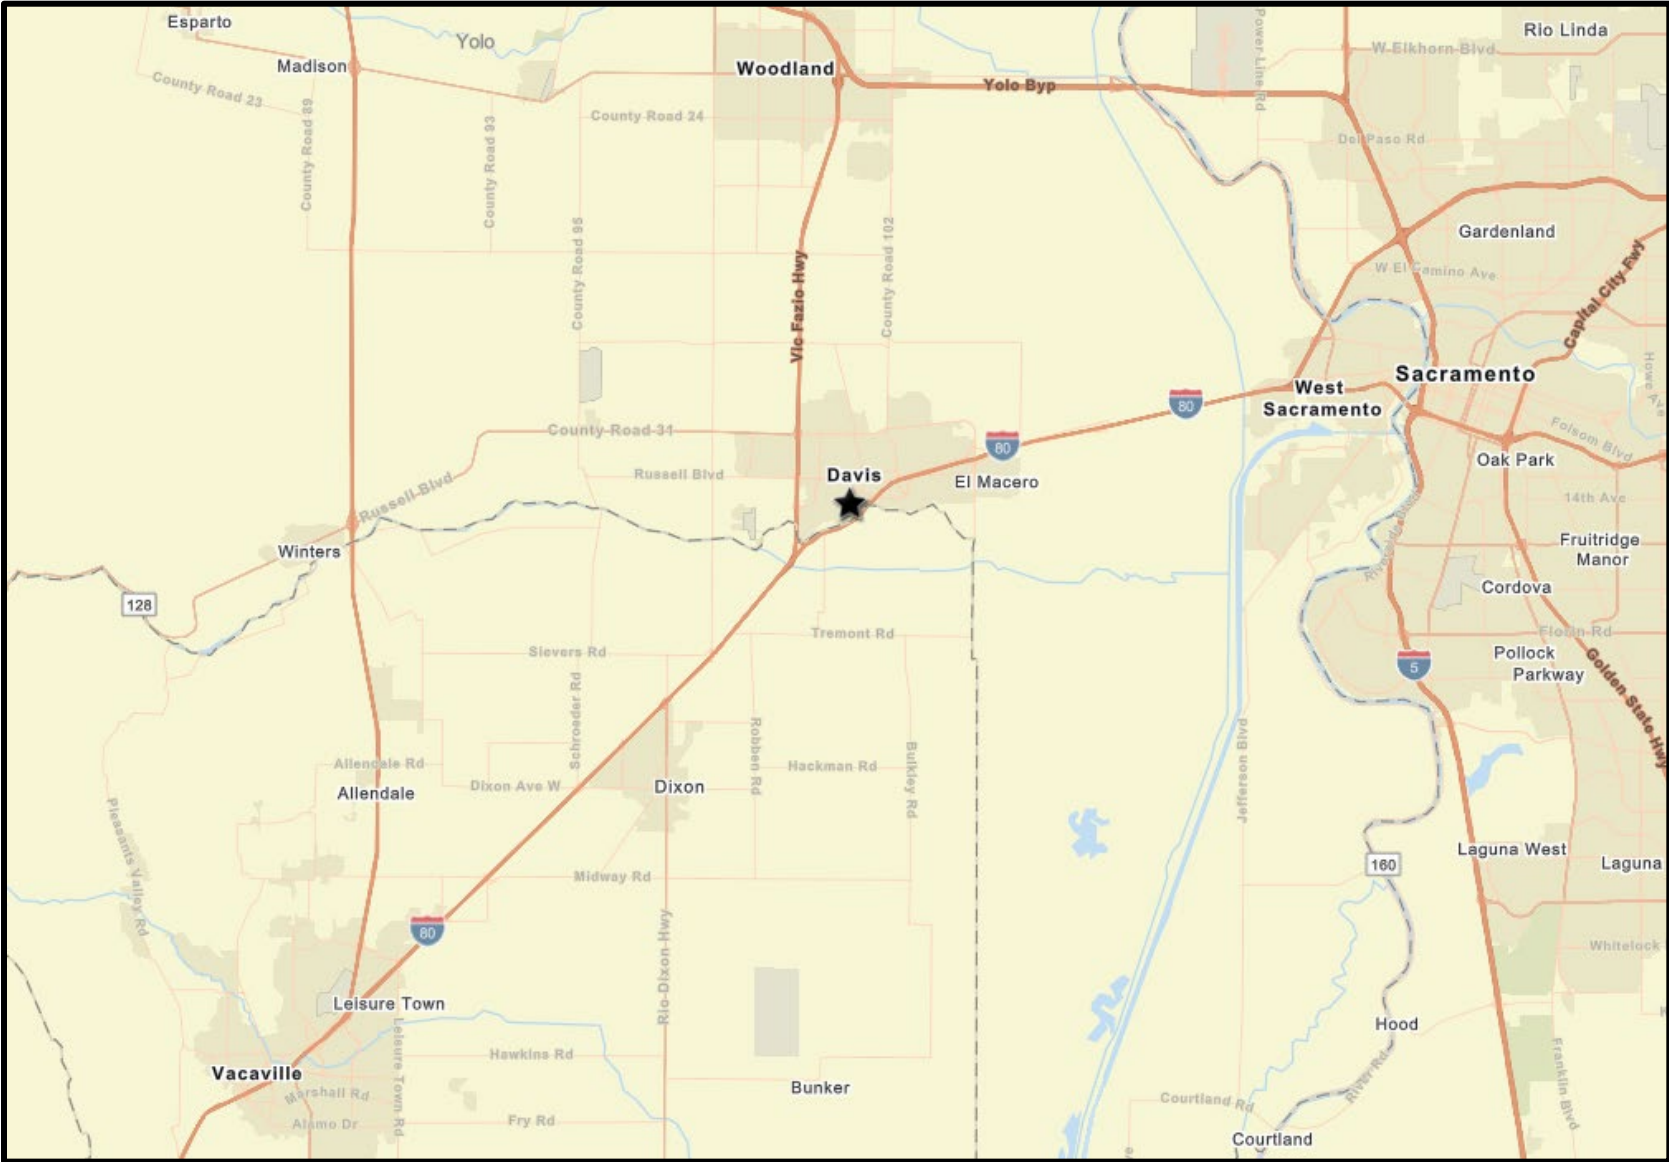 Esparto
Yolo
Rio Linda
Power Line Rd
W Elkhorn Blvd
Madison
Woodland
Yolo Byp
County Road 23
County Road 89
County Road 93
County Road 24
Del Paso Rd
County Road 95
County Road 102
Vic Fazio Hwy
Gardenland
W El Camino Ave
Capital City Fwy
Howe Ave
Sacramento
West
Sacramento
80
80
County Road 31
Folsom Blvd
Oak Park
Russell Blvd
Russell Blvd
Davis
El Macero
14th Ave
Riverside Blvd
Winters
Fruitridge
Manor
Cordova
128
Tremont Rd
Florin Rd
Sievers Rd
Pollock
Parkway
5
Golden State Hwy
Schroeder Rd
Robben Rd
Bulkley Rd
Jefferson Blvd
Allendale Rd
Hackman Rd
Dixon Ave W
Dixon
Allendale
Pleasants Valley Rd
Laguna West
Laguna
160
Midway Rd
80
Rio Dixon Hwy
Whitelock
Leisure Town
Hood
Leisure Town Rd
Hawkins Rd
Vacaville
Bunker
River Rd
Franklin Blvd
Marshall Rd
Courtland Rd
Alamo Dr
Fry Rd
Courtland